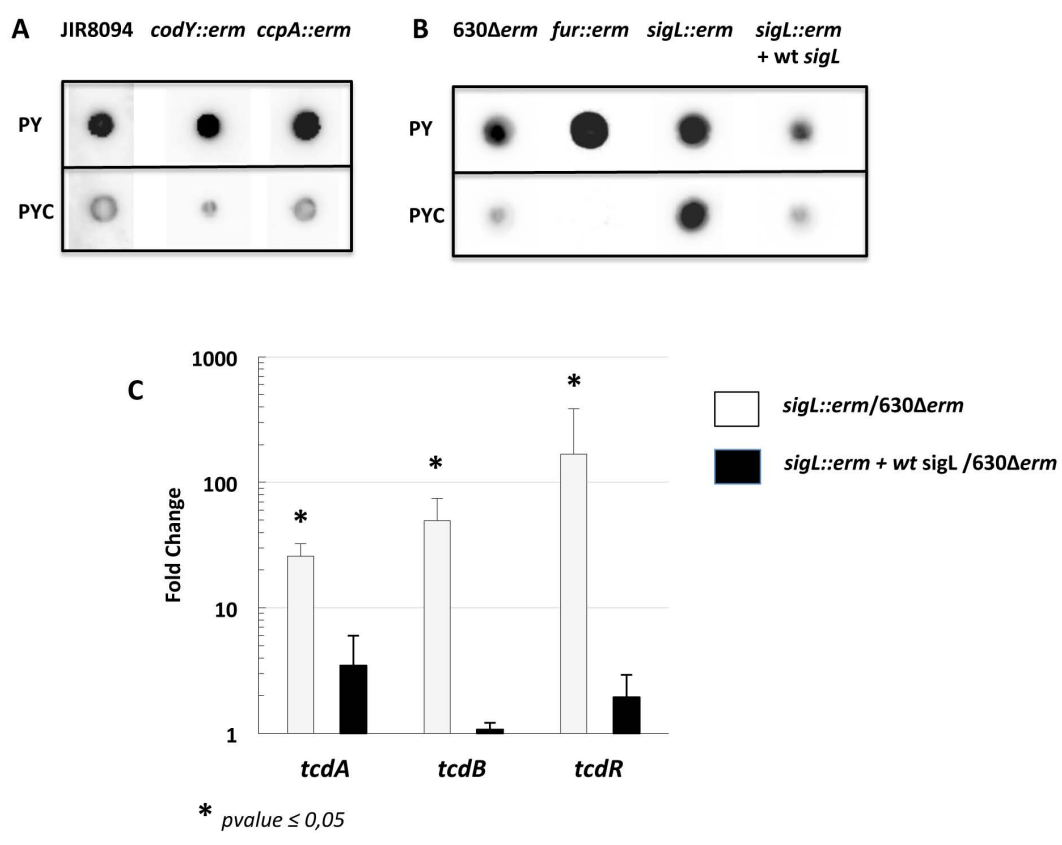 A JIR8094 codY::erm ccpA::erm
B 630Δerm fur::erm sigL::erm sigL::erm
+ wt sigL
PY
PYC
PY
PYC
C
1000
100
10
1
Fold Change
*
*
*
tcdA tcdB tcdR
sigL::erm/630Δerm
sigL::erm + wt sigL /630Δerm
* pvalue ≤ 0,05